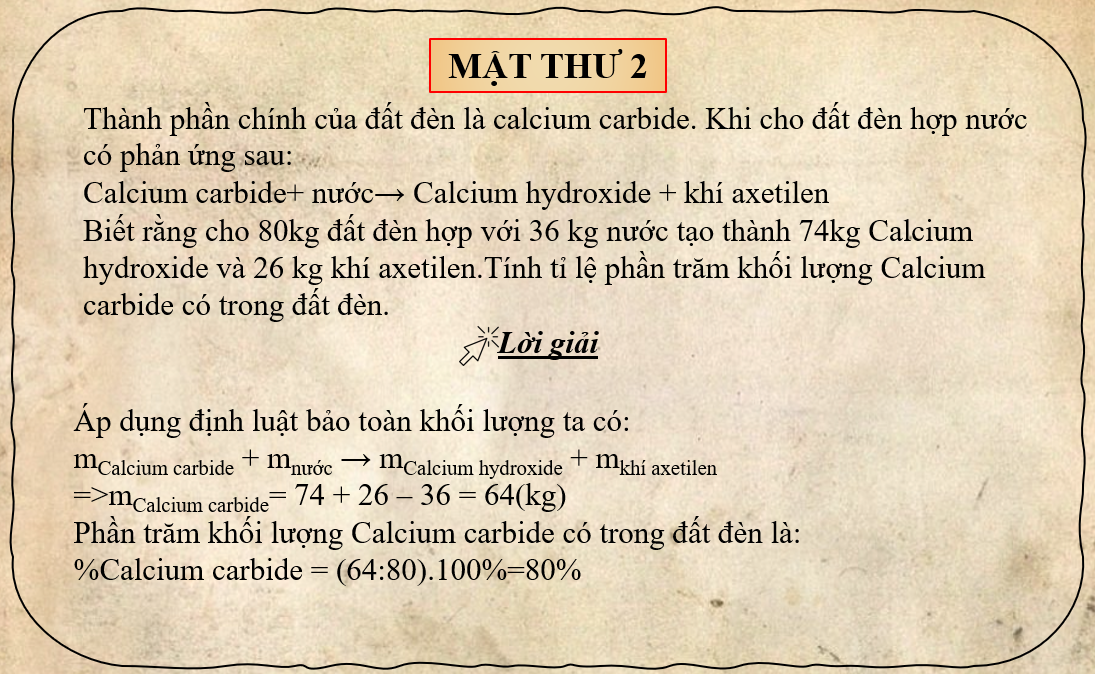 MẬT THƯ 2
Thành phần chính của đất đèn là calcium carbide. Khi cho đất đèn hợp nước
có phản ứng sau:
Calcium carbide+ nước→ Calcium hydroxide + khí axetilen
Biết rằng cho 80kg đất đèn hợp với 36 kg nước tạo thành 74kg Calcium
hydroxide và 26 kg khí axetilen.Tính tỉ lệ phần trăm khối lượng Calcium
carbide có trong đất đèn.
Lời giải
Áp dụng định luật bảo toàn khối lượng ta có:
mCalcium carbide + mnước → mCalcium hydroxide + mkhí axetilen
=>mCalcium carbide= 74 + 26 – 36 = 64(kg)
Phần trăm khối lượng Calcium carbide có trong đất đèn là:
%Calcium carbide = (64:80).100%=80%